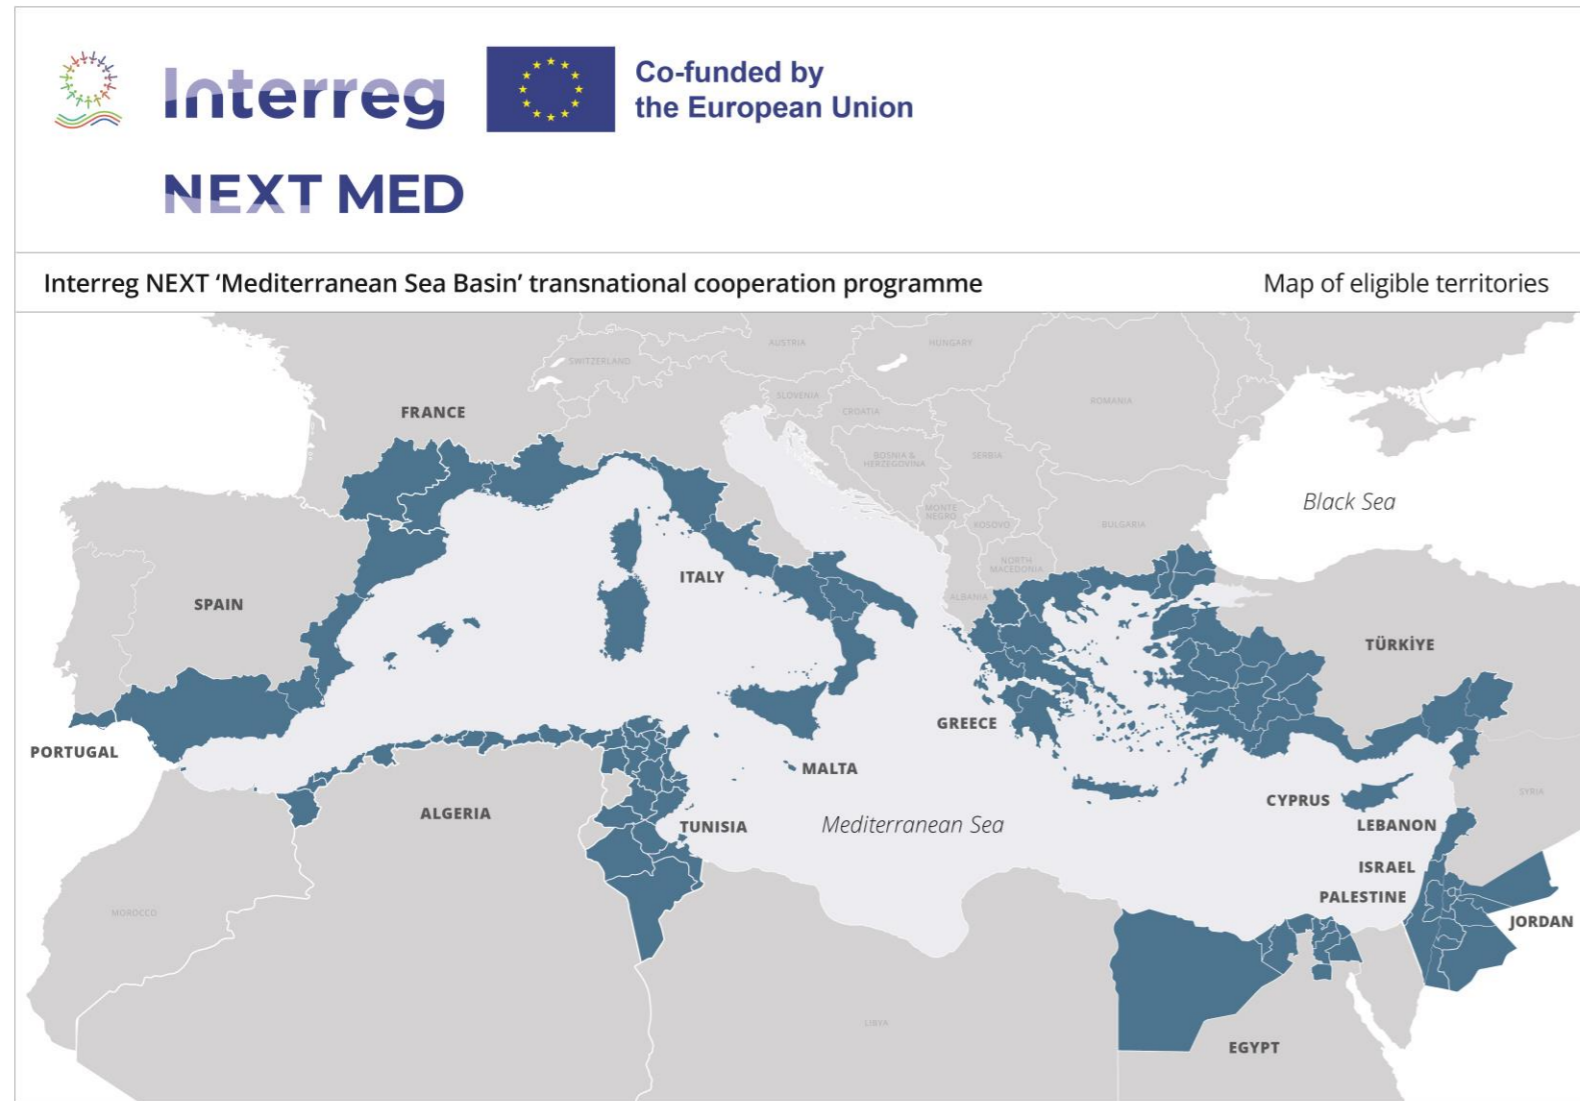 Interreg
Co-funded by
the European Union
NEXT MED
Interreg NEXT ‘Mediterranean Sea Basin’ transnational cooperation programme
Map of eligible territories
AUSTRIA
HUNGARY
SWITZERLAND
SLOVENIA
ROMANIA
FRANCE
CROATIA
BOSNIA &
HERZEGOVINA
SERBIA
Black Sea
MONTE
NEGRO
KOSOVO
BULGARIA
NORTH
MACEDONIA
ITALY
ALBANIA
SPAIN
TÜRKİYE
GREECE
PORTUGAL
MALTA
SYRIA
CYPRUS
ALGERIA
TUNISIA
Mediterranean Sea
LEBANON
ISRAEL
PALESTINE
MOROCCO
JORDAN
LIBYA
EGYPT